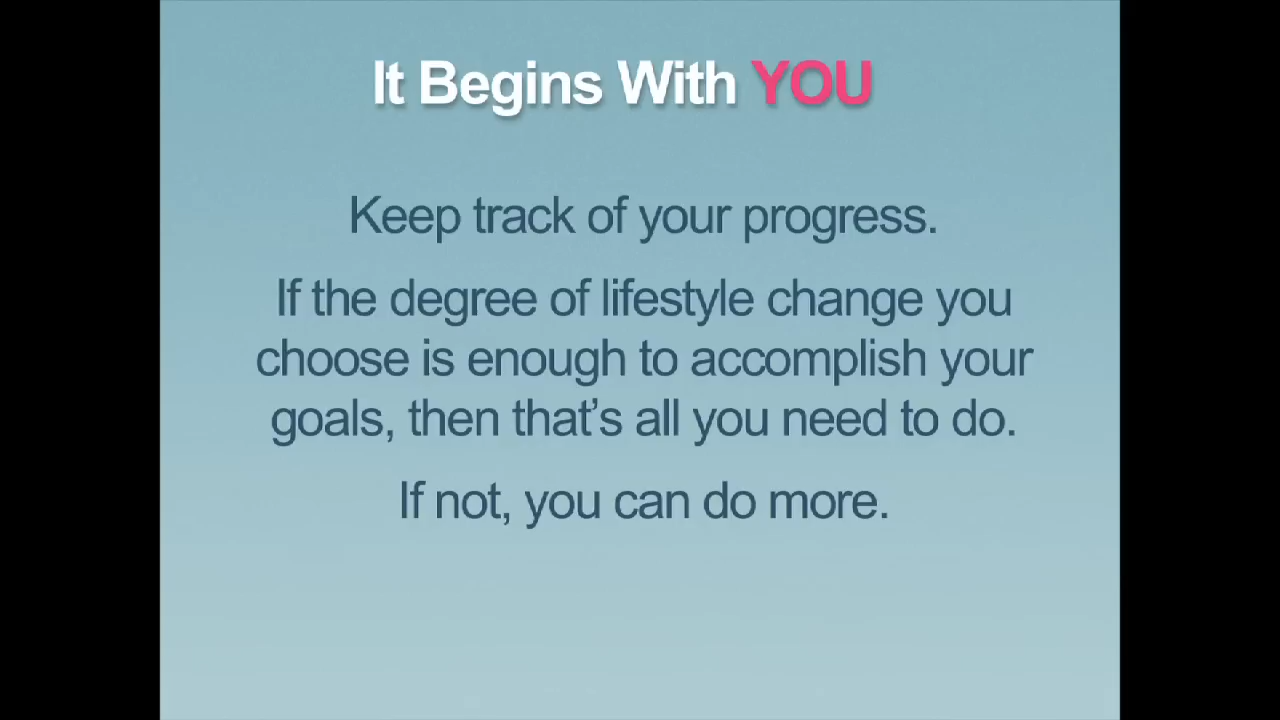 It Begins With YOU
Keep track of your progress.
If the degree of lifestyle change you
choose is enough to accomplish your
goals, then that’s all you need to do.
If not, you can do more.